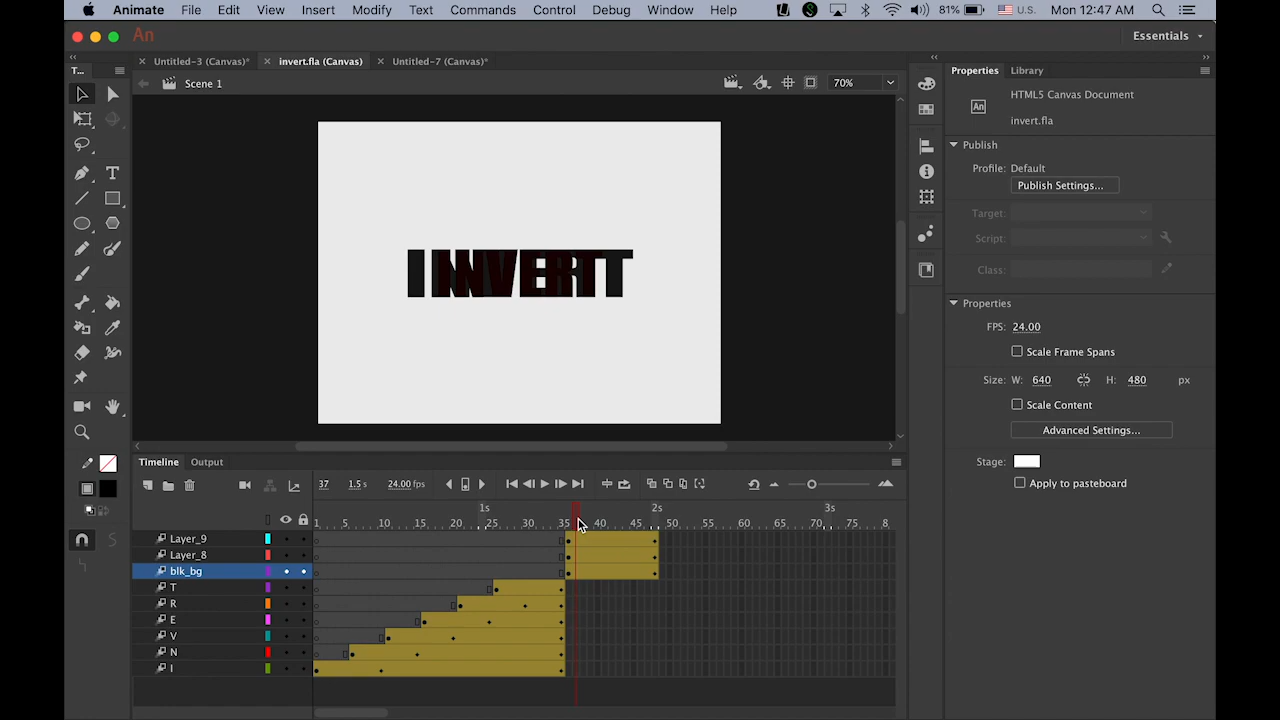 Animate File Edit View Insert Modify Text Commands Control Debug Window Help 81% U.S. Mon 12:47 AM
An Essentials
T... Untitled-3 (Canvas)* invert.fla (Canvas) Untitled-7 (Canvas)* Properties Library
Scene 1 70%
HTML5 Canvas Document
An
invert.fla
Publish
Profile: Default
Publish Settings...
Target:
Script:
Class:
Properties
FPS: 24.00
Scale Frame Spans
Size: W: 640 H: 480 px
Scale Content
Advanced Settings...
Stage:
Apply to pasteboard
T
INVERT
Timeline Output
37 1.5 s 24.00 fps
1s 2s 3s
1 5 10 15 20 25 30 35 40 45 50 55 60 65 70 75 8
Layer_9
Layer_8
blk_bg
T
R
E
V
N
I